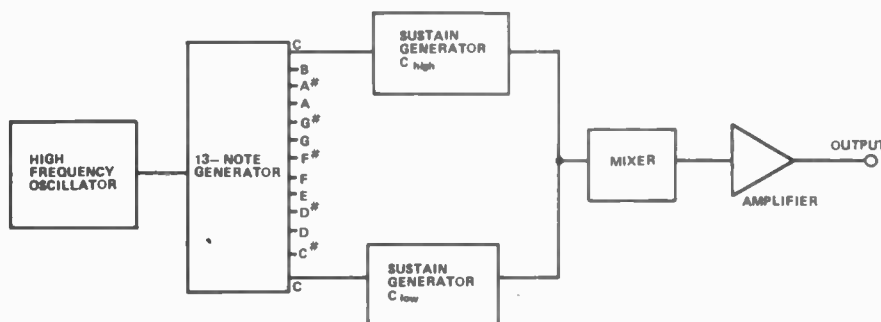 HIGH
FREQUENCY
OSCILLATOR
13-NOTE
GENERATOR
C
B
A#
A
G#
G
F#
F
E
D#
D
C#
C
SUSTAIN
GENERATOR
C high
SUSTAIN
GENERATOR
C low
MIXER
AMPLIFIER
OUTPUT